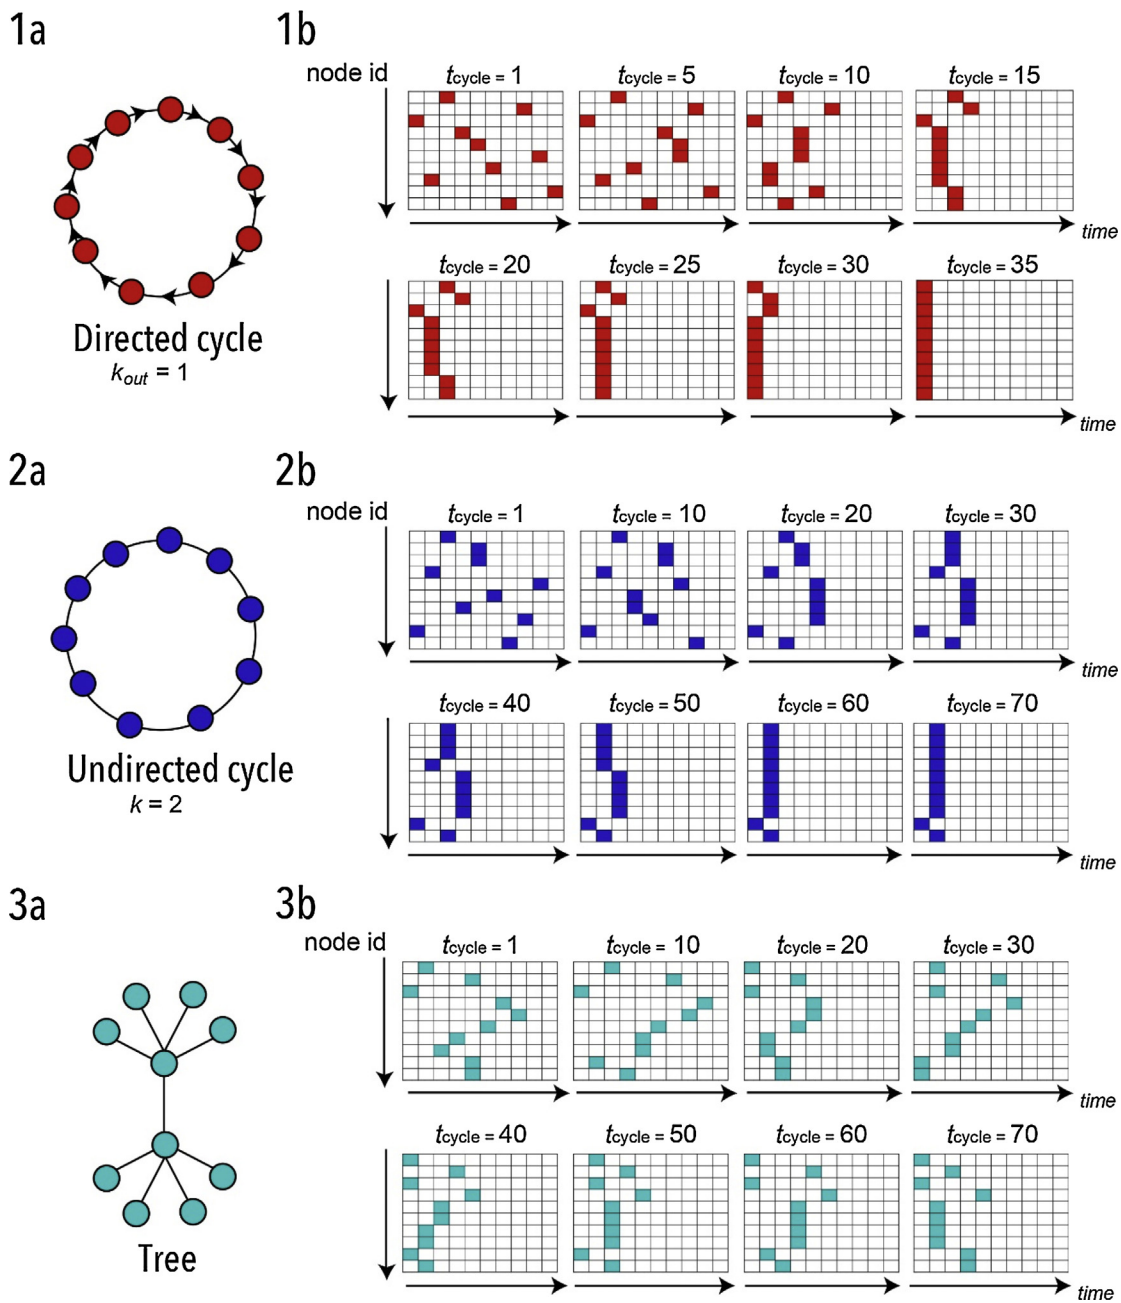 1a
1b
node id
tcycle = 1
tcycle = 5
tcycle = 10
tcycle = 15
time
tcycle = 20
tcycle = 25
tcycle = 30
tcycle = 35
time
Directed cycle
kout = 1
2a
2b
node id
tcycle = 1
tcycle = 10
tcycle = 20
tcycle = 30
time
tcycle = 40
tcycle = 50
tcycle = 60
tcycle = 70
time
Undirected cycle
k = 2
3a
3b
node id
tcycle = 1
tcycle = 10
tcycle = 20
tcycle = 30
time
tcycle = 40
tcycle = 50
tcycle = 60
tcycle = 70
time
Tree